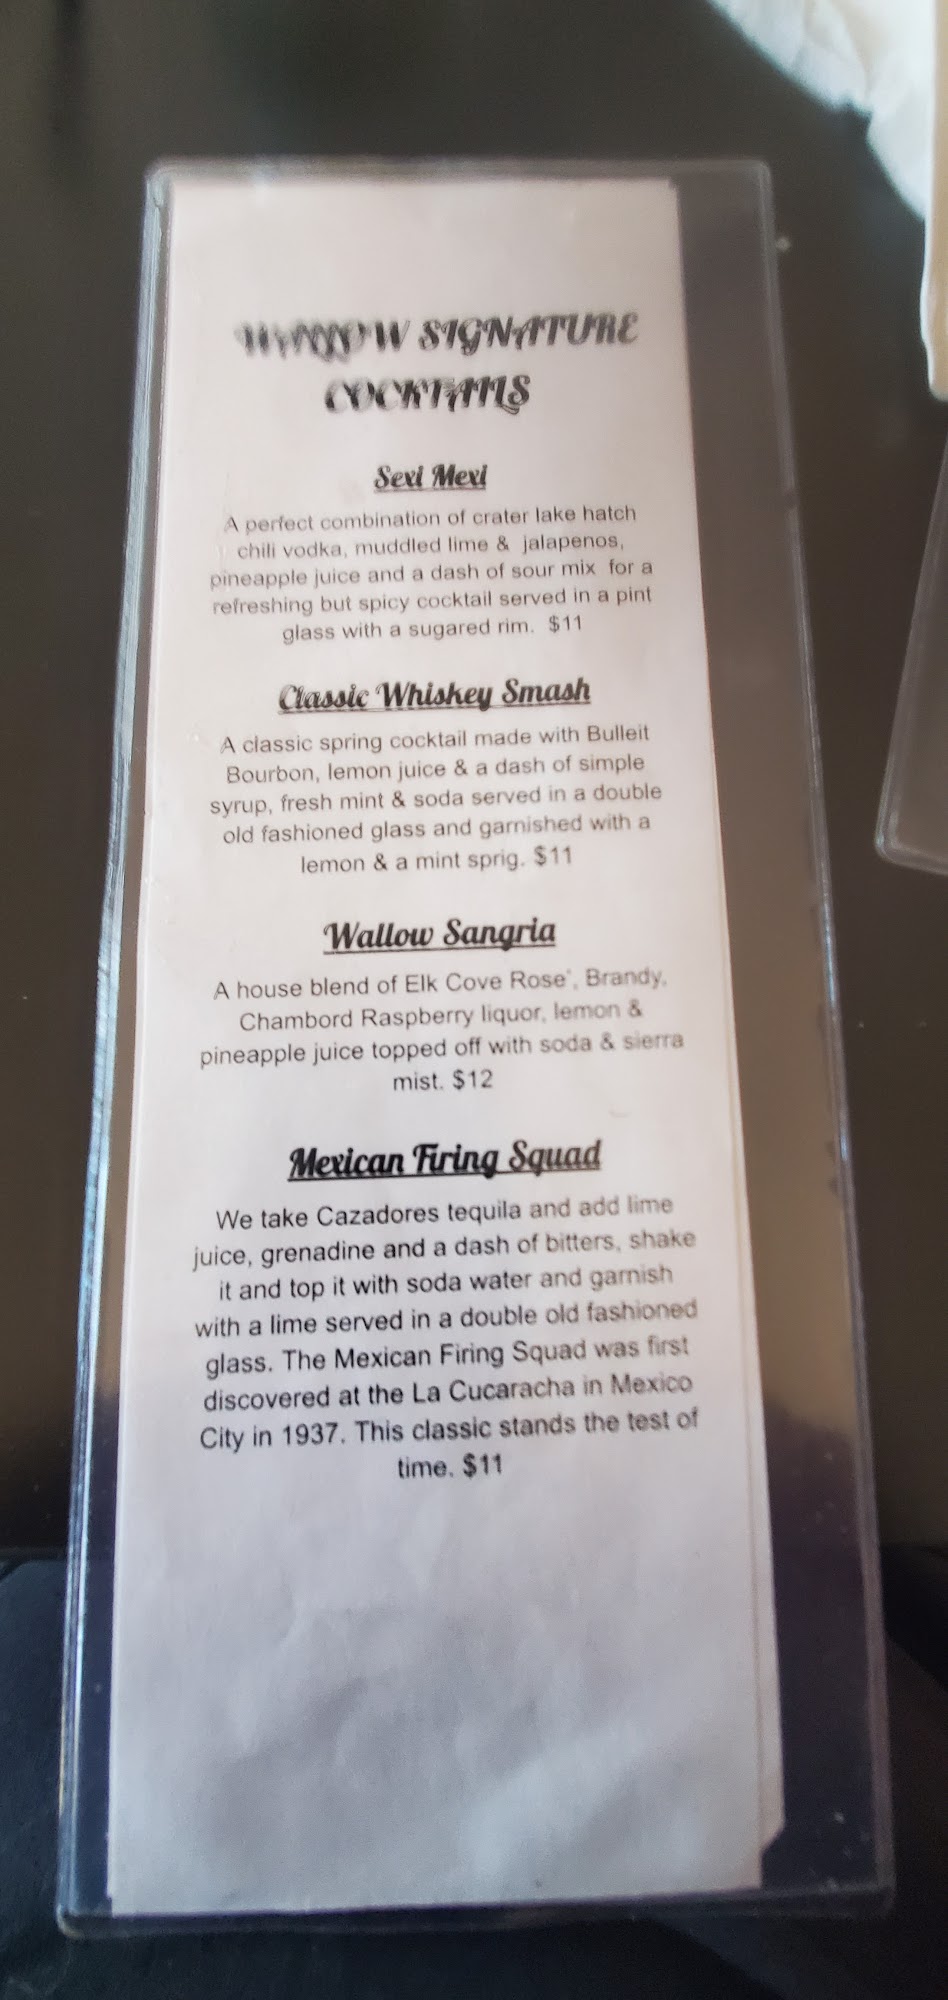 WALLOW SIGNATURE
COCKTAILS
Sexi Mexi
A perfect combination of crater lake hatch
chili vodka, muddled lime & jalapenos,
pineapple juice and a dash of sour mix for a
refreshing but spicy cocktail served in a pint
glass with a sugared rim. $11
Classic Whiskey Smash
A classic spring cocktail made with Bulleit
Bourbon, lemon juice & a dash of simple
syrup, fresh mint & soda served in a double
old fashioned glass and garnished with a
lemon & a mint sprig. $11
Wallow Sangria
A house blend of Elk Cove Rose', Brandy,
Chambord Raspberry liquor, lemon &
pineapple juice topped off with soda & sierra
mist. $12
Mexican Firing Squad
We take Cazadores tequila and add lime
juice, grenadine and a dash of bitters, shake
it and top it with soda water and garnish
with a lime served in a double old fashioned
glass. The Mexican Firing Squad was first
discovered at the La Cucaracha in Mexico
City in 1937. This classic stands the test of
time. $11